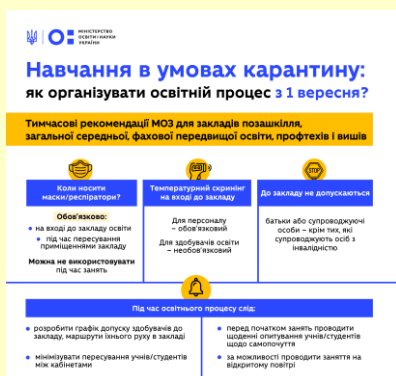 МІНІСТЕРСТВО
ОСВІТИ І НАУКИ
УКРАЇНИ
Навчання в умовах карантину:
як організувати освітній процес з 1 вересня?
Тимчасові рекомендації МОЗ для закладів позашкілля,
загальної середньої, фахової передвищої освіти, профтехів і вишів
Коли носити
маски/респіратори?
Обов'язково:
на вході до закладу освіти
під час пересування
приміщеннями закладу
Можна не використовувати
під час занять
Температурний скринінг
на вході до закладу
Для персоналу
– обов'язковий
Для здобувачів освіти
– необов'язковий
STOP
До закладу не допускаються
батьки або супроводжуючі
особи – крім тих, які
супроводжують осіб з
інвалідністю
Під час освітнього процесу слід:
розробити графік допуску здобувачів до
закладу, маршрути їхнього руху в закладі
мінімізувати пересування учнів/студентів
між кабінетами
перед початком занять проводити
щоденні опитування учнів/студентів
щодо самопочуття
за можливості проводити заняття на
відкритому повітрі